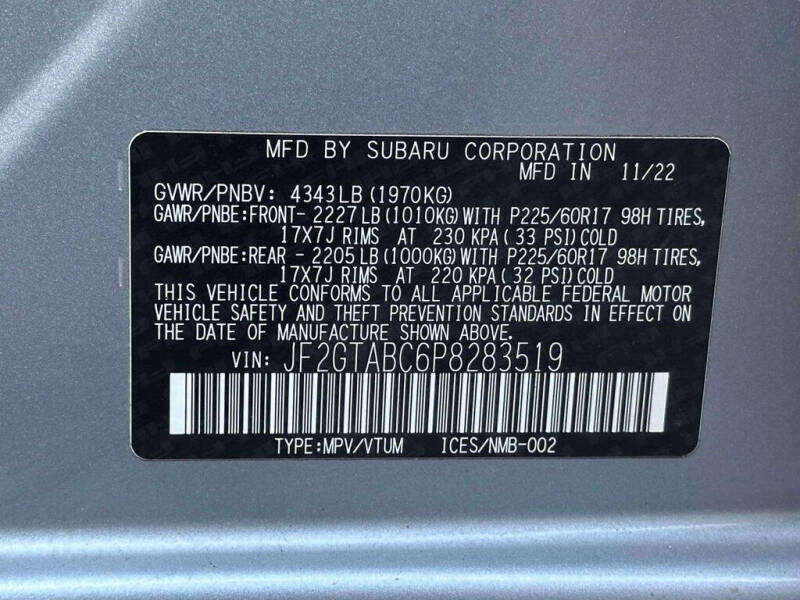 MFD BY SUBARU CORPORATION
MFD IN 11/22
GVWR/PNBV: 4343LB (1970KG)
GAWR/PNBE:FRONT- 2227 LB (1010KG) WITH P225/60R17 98H TIRES,
17X7J RIMS AT 230 KPA ( 33 PSI) COLD
GAWR/PNBE:REAR - 2205 LB (1000KG) WITH P225/60R17 98H TIRES,
17X7J RIMS AT 220 KPA ( 32 PSI) COLD
THIS VEHICLE CONFORMS TO ALL APPLICABLE FEDERAL MOTOR
VEHICLE SAFETY AND THEFT PREVENTION STANDARDS IN EFFECT ON
THE DATE OF MANUFACTURE SHOWN ABOVE.
VIN: JF2GTABC6P8283519
TYPE:MPV/VTUM ICES/NMB-002